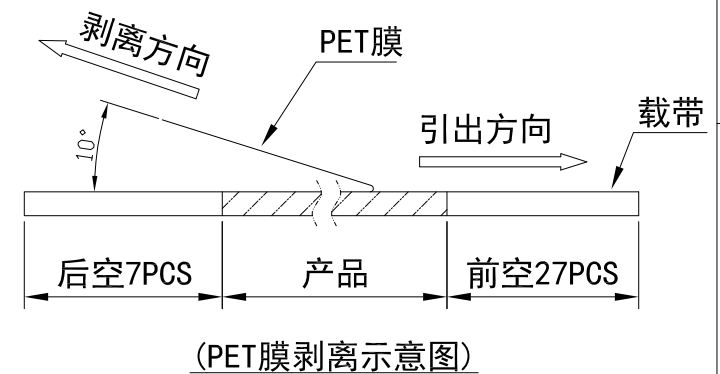 剥离方向
PET膜
引出方向
载带
10°
后空7PCS
产品
前空27PCS
(PET膜剥离示意图)